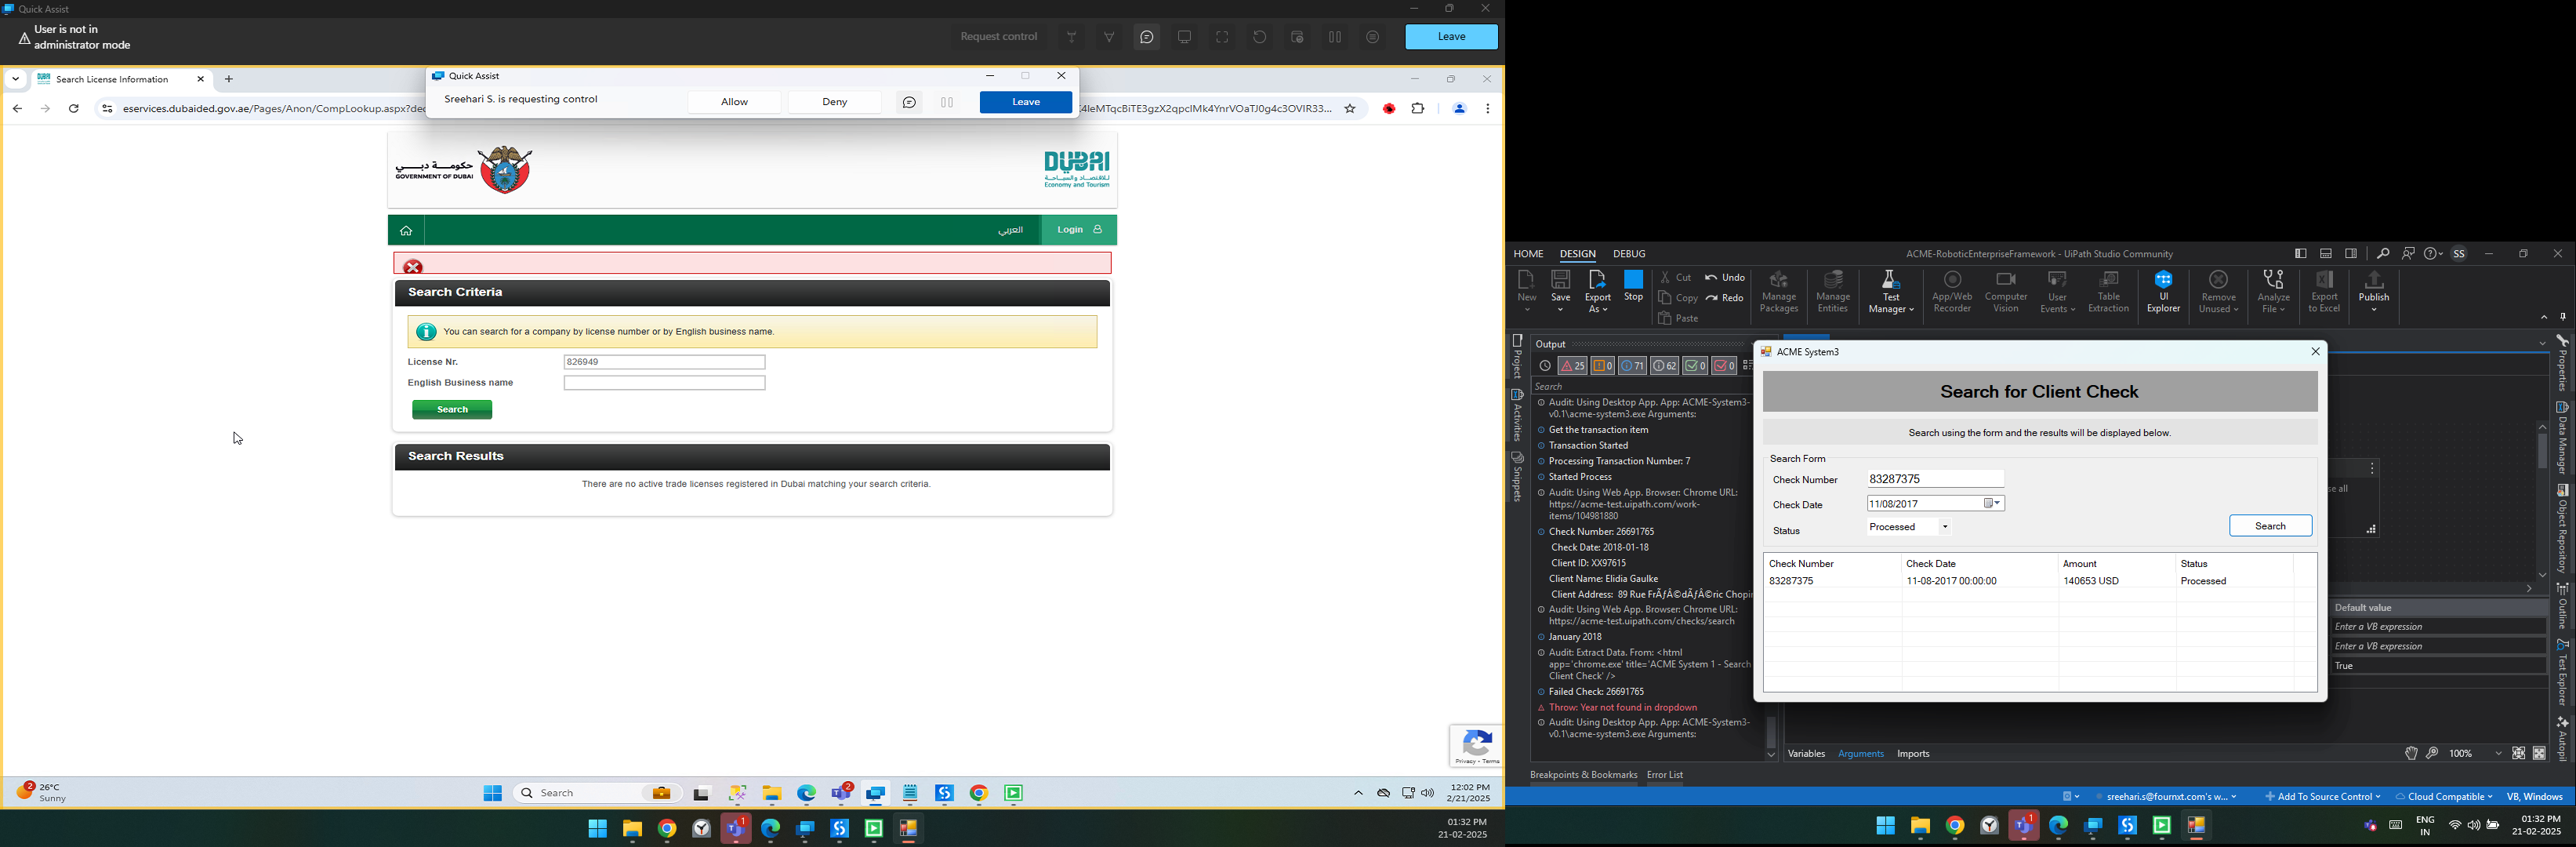 Quick Assist
User is not in
administrator mode
Request control
Leave
Search License Information
Quick Assist
Sreehari S. is requesting control
Allow
Deny
Leave
eservices.dubaided.gov.ae/Pages/Anon/CompLookup.aspx?dec
حكومة دبي
GOVERNMENT OF DUBAI
DUBAI
للاقتصاد والسياحة
Economy and Tourism
العربي
Login
Search Criteria
You can search for a company by license number or by English business name.
License Nr.
826949
English Business name
Search
Search Results
There are no active trade licenses registered in Dubai matching your search criteria.
Privacy - Terms
2
26°C
Sunny
Search
2
12:02 PM
2/21/2025
1
01:32 PM
21-02-2025
HOME
DESIGN
DEBUG
ACME-RoboticEnterpriseFramework - UiPath Studio Community
SS
New
Save
Export
As
Stop
Cut
Copy
Paste
Undo
Redo
Manage
Packages
Manage
Entities
Test
Manager
App/Web
Recorder
Computer
Vision
User
Events
Table
Extraction
UI
Explorer
Remove
Unused
Analyze
File
Export
to Excel
Publish
Project
Activities
Snippets
Output
25
0
71
62
0
0
Search
Audit: Using Desktop App. App: ACME-System3-
v0.1\acme-system3.exe Arguments:
Get the transaction item
Transaction Started
Processing Transaction Number: 7
Started Process
Audit: Using Web App. Browser: Chrome URL:
https://acme-test.uipath.com/work-
items/104981880
Check Number: 26691765
Check Date: 2018-01-18
Client ID: XX97615
Client Name: Elidia Gaulke
Client Address: 89 Rue FrÃƒÂ©dÃƒÂ©ric Chopin
Audit: Using Web App. Browser: Chrome URL:
https://acme-test.uipath.com/checks/search
January 2018
Audit: Extract Data. From: <html
app='chrome.exe' title='ACME System 1 - Search
Client Check' />
Failed Check: 26691765
Throw: Year not found in dropdown
Audit: Using Desktop App. App: ACME-System3-
v0.1\acme-system3.exe Arguments:
ACME System3
Search for Client Check
Search using the form and the results will be displayed below.
Search Form
Check Number
83287375
Check Date
11/08/2017
Status
Processed
Search
Check Number
Check Date
Amount
Status
83287375
11-08-2017 00:00:00
140653 USD
Processed
se all
Default value
Enter a VB expression
Enter a VB expression
True
Properties
Data Manager
Object Repository
Outline
Test Explorer
Autopil
Variables
Arguments
Imports
100%
Breakpoints & Bookmarks
Error List
sreehari.s@fournxt.com's w...
Add To Source Control
Cloud Compatible
VB, Windows
1
ENG
IN
01:32 PM
21-02-2025